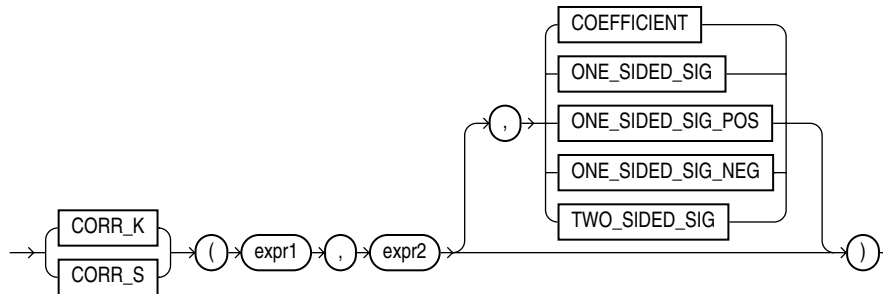 COEFFICIENT
ONE_SIDED_SIG
, ONE_SIDED_SIG_POS
ONE_SIDED_SIG_NEG
TWO_SIDED_SIG
CORR_K
( expr1 , expr2 )
CORR_S